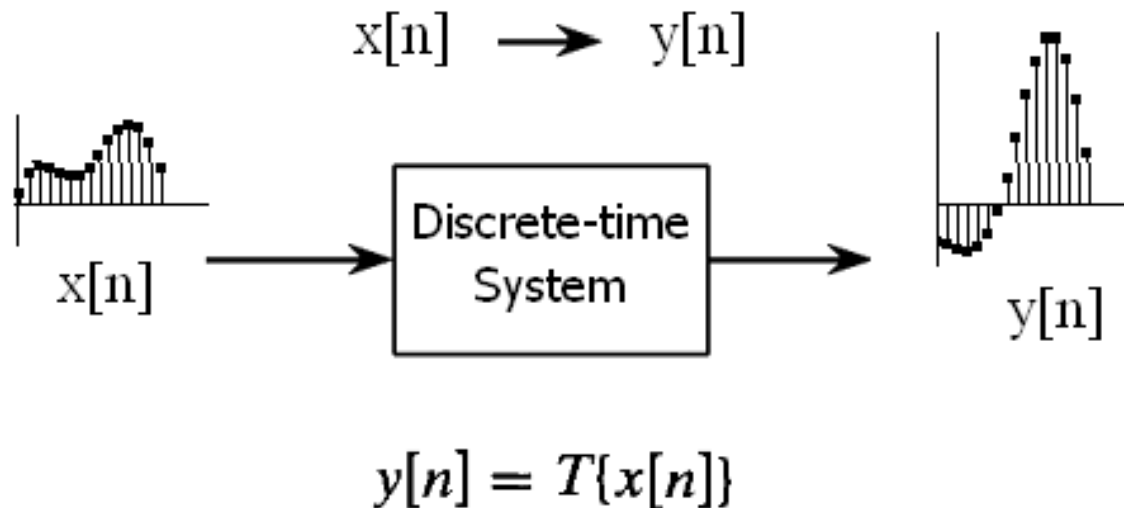 x[n] → y[n]
Discrete-time
System
x[n]
y[n]
y[n] = T{x[n]}